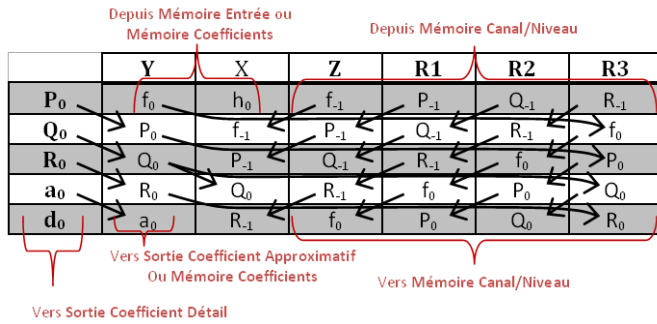 Depuis Mémoire Entrée ou
Mémoire Coefficients
Depuis Mémoire Canal/Niveau
Y X Z R1 R2 R3
P₀ f₀ h₀ f₋₁ P₋₁ Q₋₁ R₋₁
Q₀ P₀ f₋₁ P₋₁ Q₋₁ R₋₁ f₀
R₀ Q₀ P₋₁ Q₋₁ R₋₁ f₀ P₀
a₀ R₀ Q₀ R₋₁ f₀ P₀ Q₀
d₀ a₀ R₋₁ f₀ P₀ Q₀ R₀
Vers Sortie Coefficient Approximatif
Ou Mémoire Coefficients
Vers Mémoire Canal/Niveau
Vers Sortie Coefficient Détail